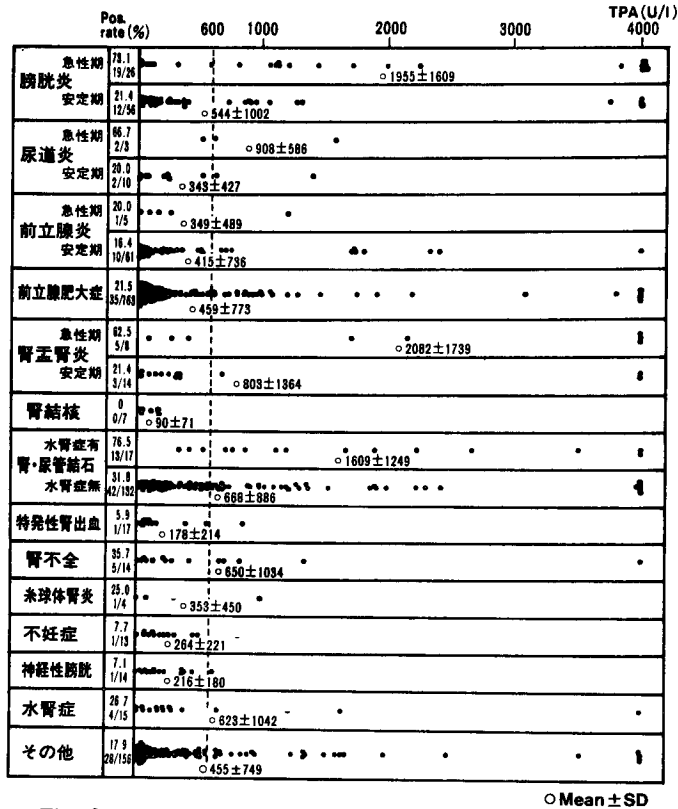 Pos. rate (%) 600 1000 2000 3000 4000 TPA (U/l)
膀胱炎
急性期 73.1 19/26 1955±1609
安定期 21.4 12/56 544±1002
尿道炎
急性期 66.7 2/3 908±586
安定期 20.0 2/10 343±427
前立腺炎
急性期 20.0 1/5 349±489
安定期 16.4 10/61 415±736
前立腺肥大症 21.5 35/163 459±773
腎盂腎炎
急性期 62.5 5/8 2082±1739
安定期 21.4 3/14 803±1364
腎結核 0 0/7 90±71
腎・尿管結石
水腎症有 76.5 13/17 1609±1249
水腎症無 31.8 42/132 668±886
特発性腎出血 5.9 1/17 178±214
腎不全 35.7 5/14 650±1034
糸球体腎炎 25.0 1/4 353±450
不妊症 7.7 1/13 264±221
神経性膀胱 7.1 1/14 216±180
水腎症 26.7 4/15 623±1042
その他 17.9 28/156 455±749
○ Mean±SD